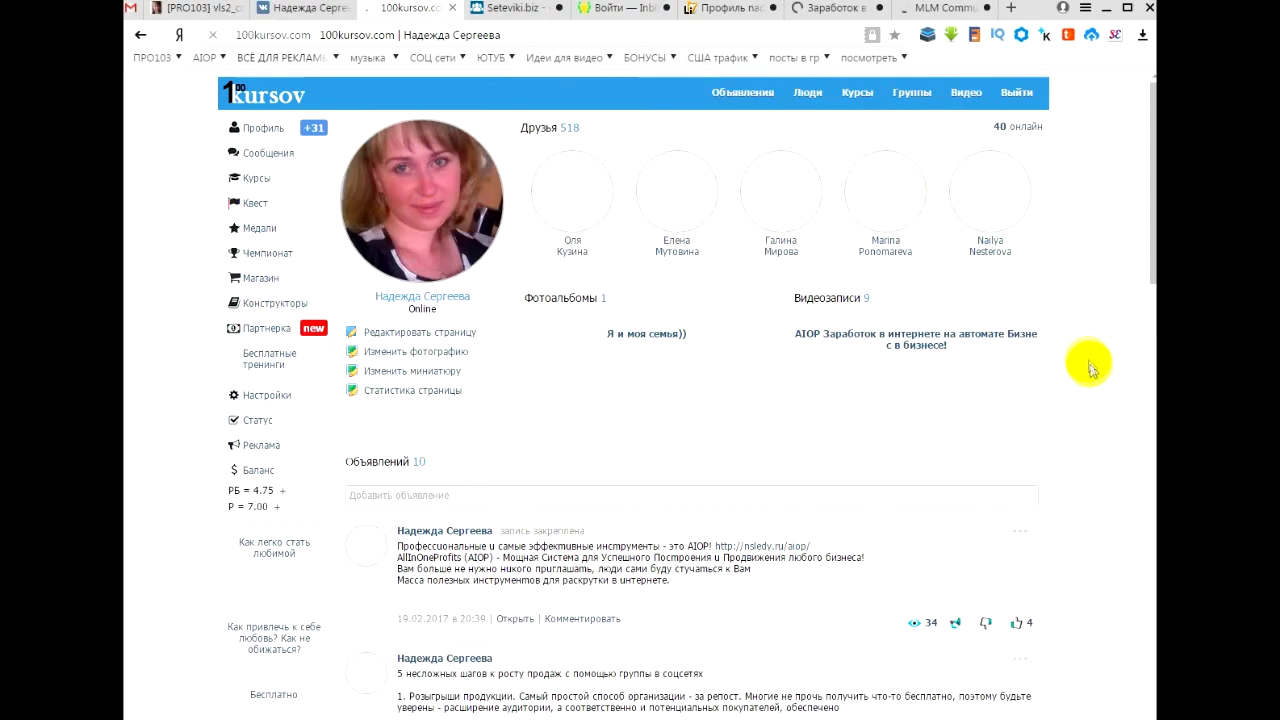 [PRO103] vls2_c
Надежда Сергее
100kursov.com
Seteviki.biz -
Войти — Inbl
Профиль пас
Заработок в
MLM Commu
100kursov.com 100kursov.com | Надежда Сергеева
ПРО103 AIOP ВСЁ ДЛЯ РЕКЛАМЬ музыка СОЦ сети ЮТУБ Идеи для видео БОНУСЫ США трафик посты в гр посмотреть
100kursov
Объявления Люди Курсы Группы Видео Выйти
Профиль +31
Сообщения
Курсы
Квест
Медали
Чемпионат
Магазин
Конструкторы
Партнерка new
Бесплатные
тренинги
Настройки
Статус
Реклама
Баланс
РБ = 4.75 +
Р = 7.00 +
Как легко стать
любимой
Как привлечь к себе
любовь? Как не
обижаться?
Бесплатно
Надежда Сергеева
Online
Редактировать страницу
Изменить фотографию
Изменить миниатюру
Статистика страницы
Друзья 518
40 онлайн
Оля
Кузина
Елена
Мутовина
Галина
Мирова
Marina
Ponomareva
Nailya
Nesterova
Фотоальбомы 1
Я и моя семья))
Видеозаписи 9
AIOP Заработок в интернете на автомате Бизне
с в бизнесе!
Объявлений 10
Добавить объявление
Надежда Сергеева запись закреплена
Профессиональные и самые эффективные инструменты - это AIOP! http://nsledy.ru/aiop/
AllInOneProfits (AIOP) - Мощная Система для Успешного Построения и Продвижения любого бизнеса!
Вам больше не нужно никого приглашать, люди сами буду стучаться к Вам
Масса полезных инструментов для раскрутки в интернете.
19.02.2017 в 20:39 | Открыть | Комментировать
34 4
Надежда Сергеева
5 несложных шагов к росту продаж с помощью группы в соцсетях
1. Розыгрыши продукции. Самый простой способ организации - за репост. Многие не прочь получить что-то бесплатно, поэтому будьте
уверены - расширение аудитории, а соответственно и потенциальных покупателей, обеспечено